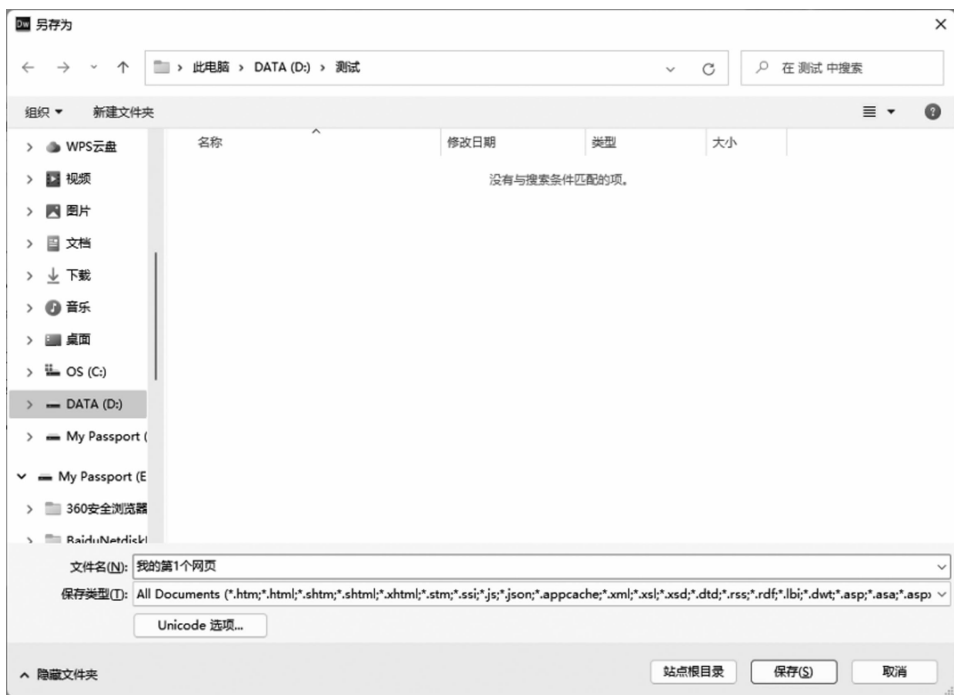 Dw 另存为
此电脑 > DATA (D:) > 测试
在 测试 中搜索
组织 新建文件夹
名称 修改日期 类型 大小
没有与搜索条件匹配的项。
WPS云盘
视频
图片
文档
下载
音乐
桌面
OS (C:)
DATA (D:)
My Passport (
My Passport (E
360安全浏览器
BaiduNetdisk
文件名(N): 我的第1个网页
保存类型(T): All Documents (*.htm;*.html;*.shtm;*.shtml;*.xhtml;*.stm;*.ssi;*.js;*.json;*.appcache;*.xml;*.xsl;*.xsd;*.dtd;*.rss;*.rdf;*.lbi;*.dwt;*.asp;*.asa;*.aspx
Unicode 选项...
隐藏文件夹 站点根目录 保存(S) 取消